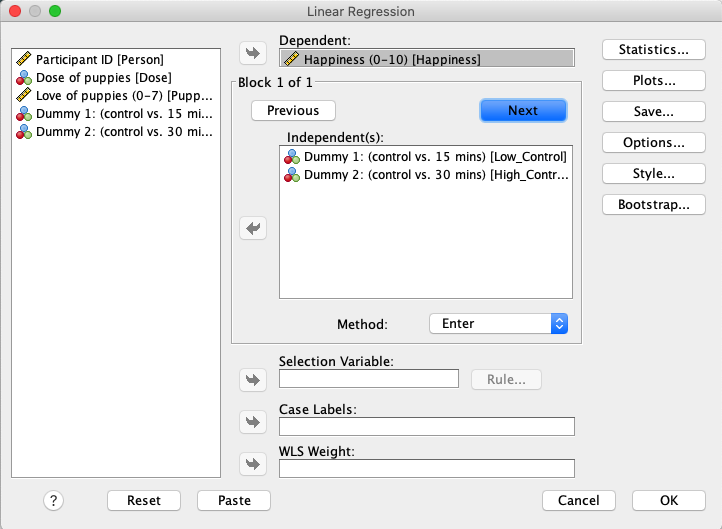 Linear Regression
Participant ID [Person]
Dose of puppies [Dose]
Love of puppies (0-7) [Pupp...
Dummy 1: (control vs. 15 mi...
Dummy 2: (control vs. 30 mi...
Dependent:
Happiness (0-10) [Happiness]
Block 1 of 1
Previous
Next
Independent(s):
Dummy 1: (control vs. 15 mins) [Low_Control]
Dummy 2: (control vs. 30 mins) [High_Contr...
Method:
Enter
Selection Variable:
Rule...
Case Labels:
WLS Weight:
Statistics...
Plots...
Save...
Options...
Style...
Bootstrap...
?
Reset
Paste
Cancel
OK